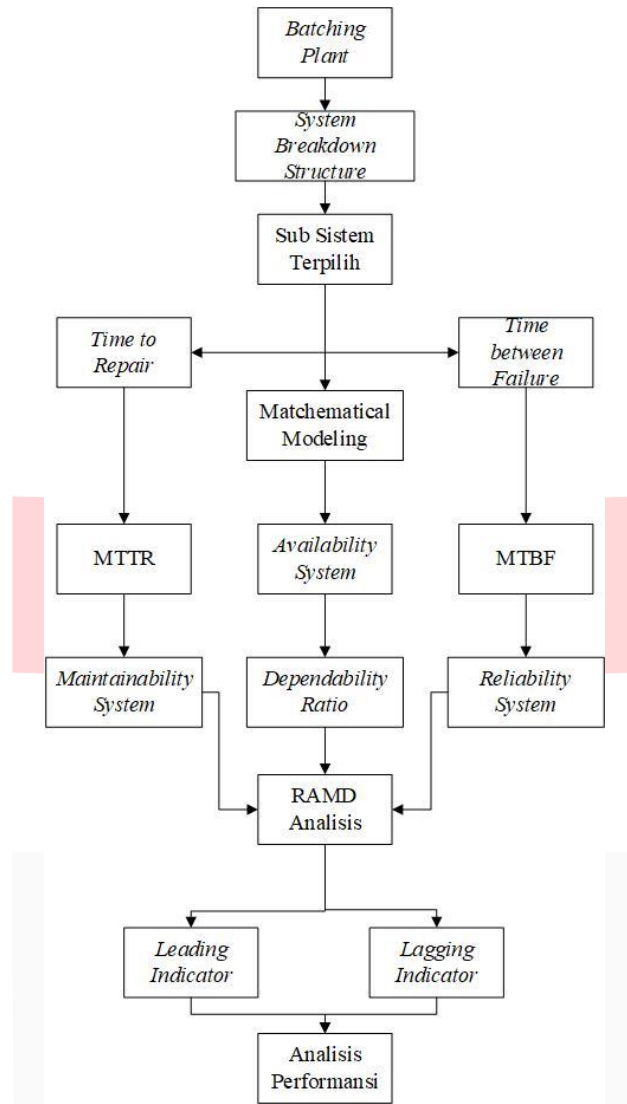 Batching
Plant
System
Breakdown
Structure
Sub Sistem
Terpilih
Time to
Repair
Time
between
Failure
Matchematical
Modeling
MTTR
Availability
System
MTBF
Maintainability
System
Dependability
Ratio
Reliability
System
RAMD
Analisis
Leading
Indicator
Lagging
Indicator
Analisis
Performansi